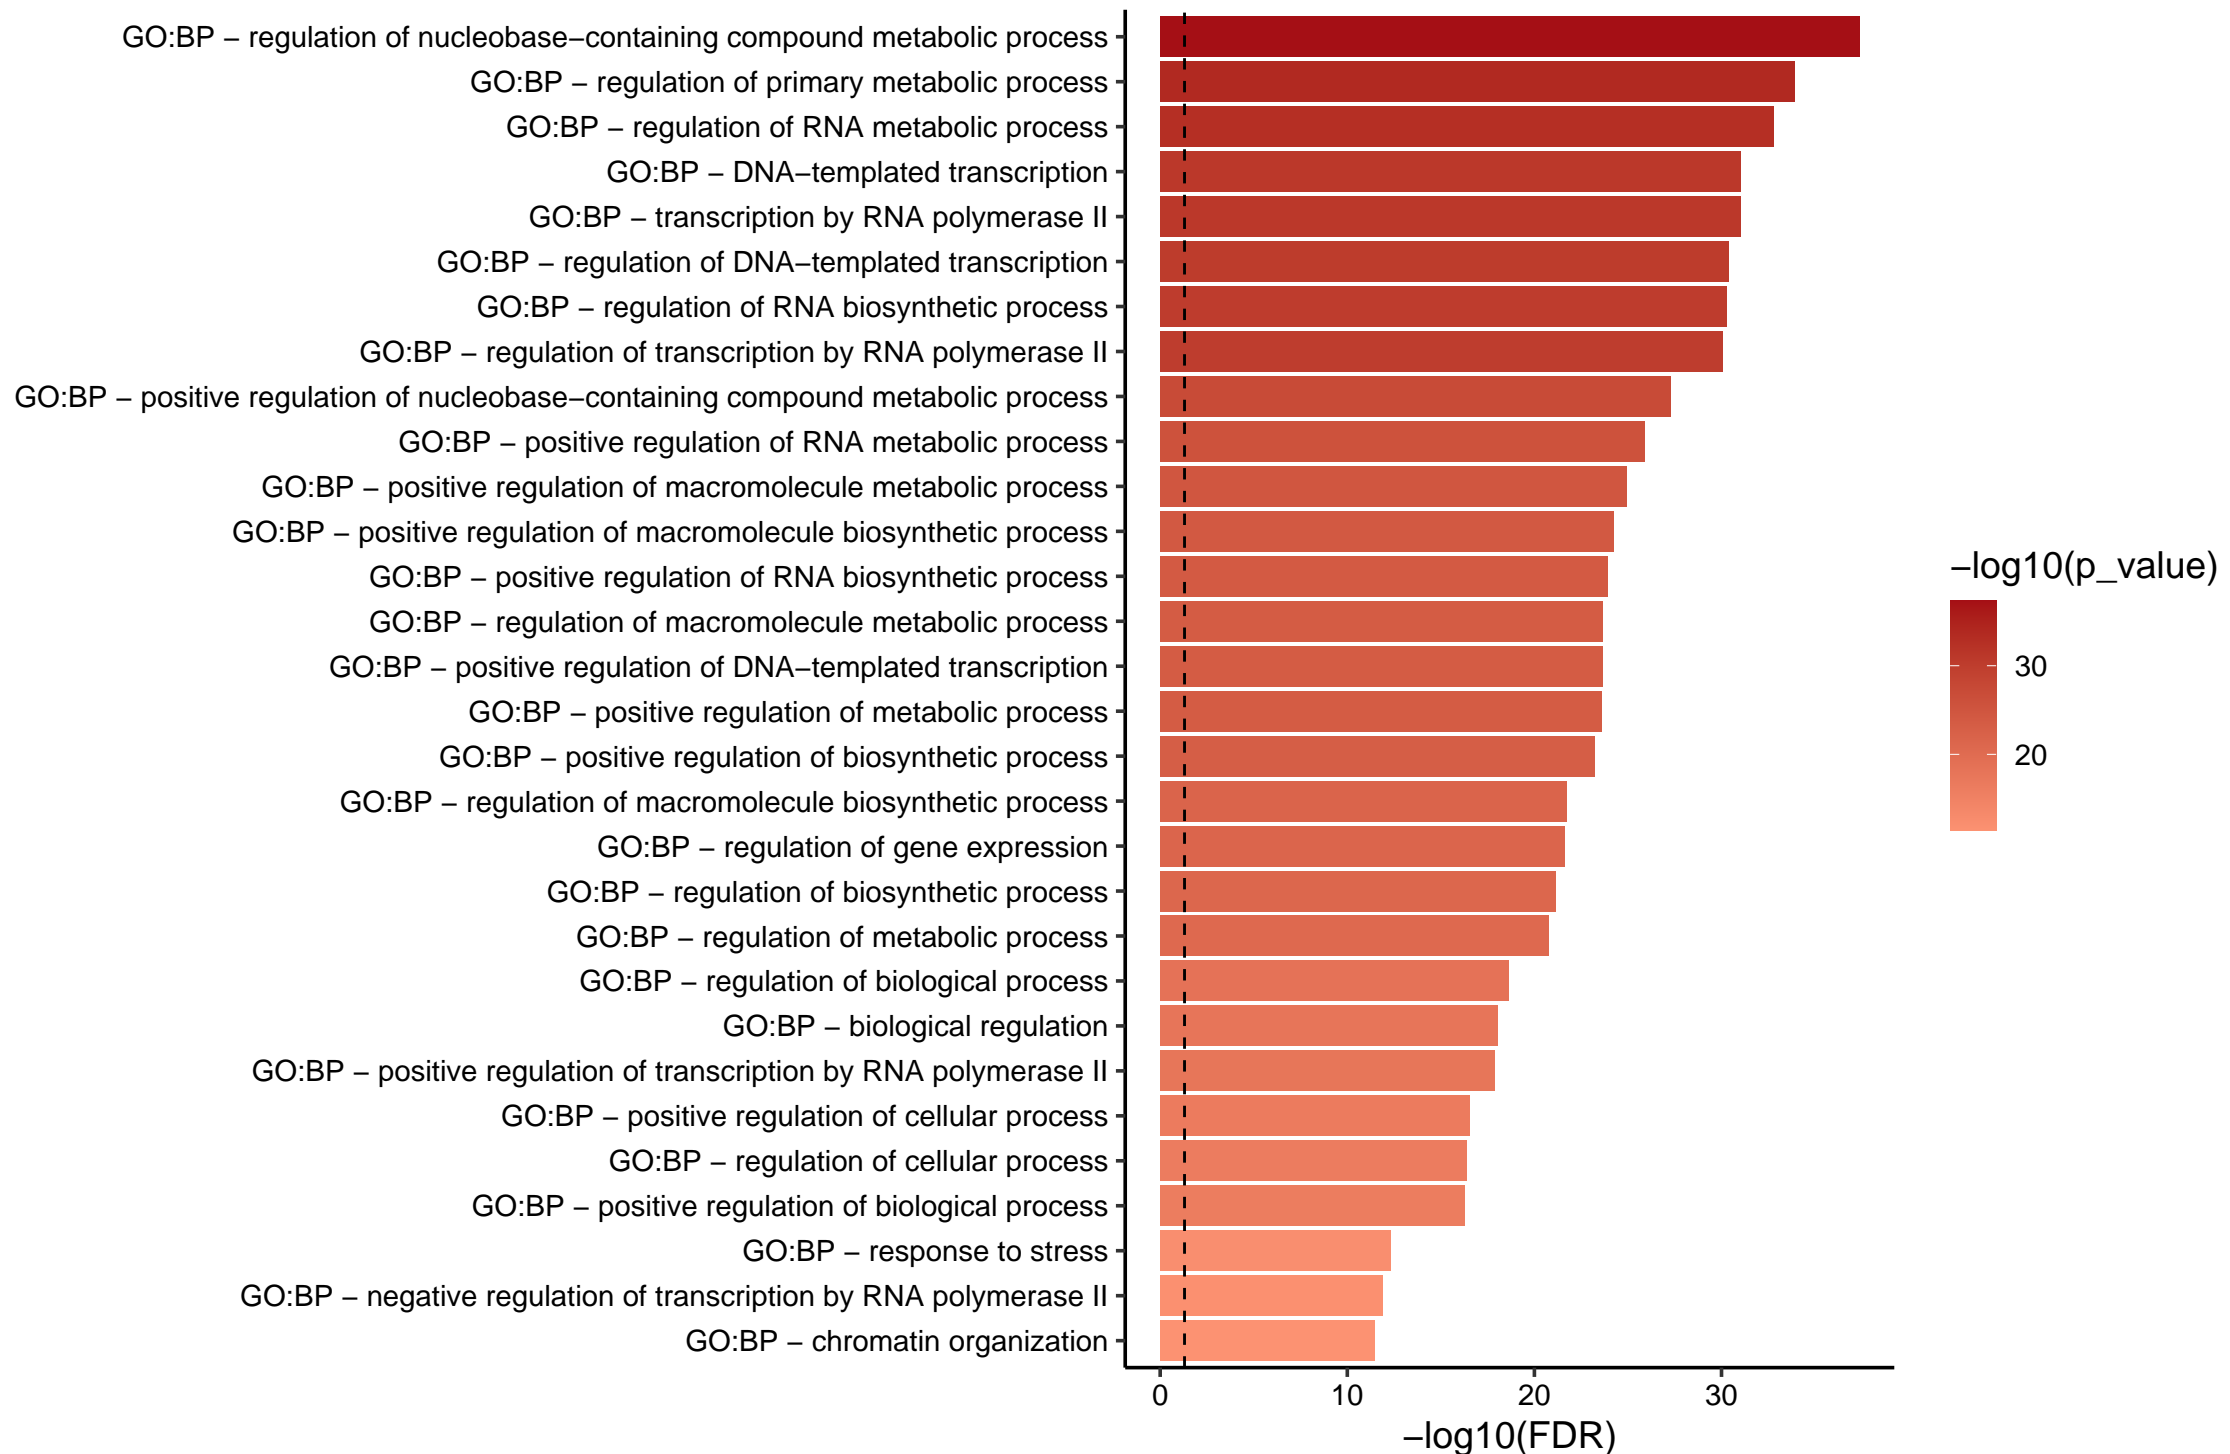 GO:BP – regulation of nucleobase−containing compound metabolic process
GO:BP – regulation of primary metabolic process
GO:BP – regulation of RNA metabolic process
GO:BP – DNA−templated transcription
GO:BP – transcription by RNA polymerase II
GO:BP – regulation of DNA−templated transcription
GO:BP – regulation of RNA biosynthetic process
GO:BP – regulation of transcription by RNA polymerase II
GO:BP – positive regulation of nucleobase−containing compound metabolic process
GO:BP – positive regulation of RNA metabolic process
GO:BP – positive regulation of macromolecule metabolic process
GO:BP – positive regulation of macromolecule biosynthetic process
GO:BP – positive regulation of RNA biosynthetic process
GO:BP – regulation of macromolecule metabolic process
GO:BP – positive regulation of DNA−templated transcription
GO:BP – positive regulation of metabolic process
GO:BP – positive regulation of biosynthetic process
GO:BP – regulation of macromolecule biosynthetic process
GO:BP – regulation of gene expression
GO:BP – regulation of biosynthetic process
GO:BP – regulation of metabolic process
GO:BP – regulation of biological process
GO:BP – biological regulation
GO:BP – positive regulation of transcription by RNA polymerase II
GO:BP – positive regulation of cellular process
GO:BP – regulation of cellular process
GO:BP – positive regulation of biological process
GO:BP – response to stress
GO:BP – negative regulation of transcription by RNA polymerase II
GO:BP – chromatin organization
0 10 20 30
−log10(FDR)
−log10(p_value)
30
20